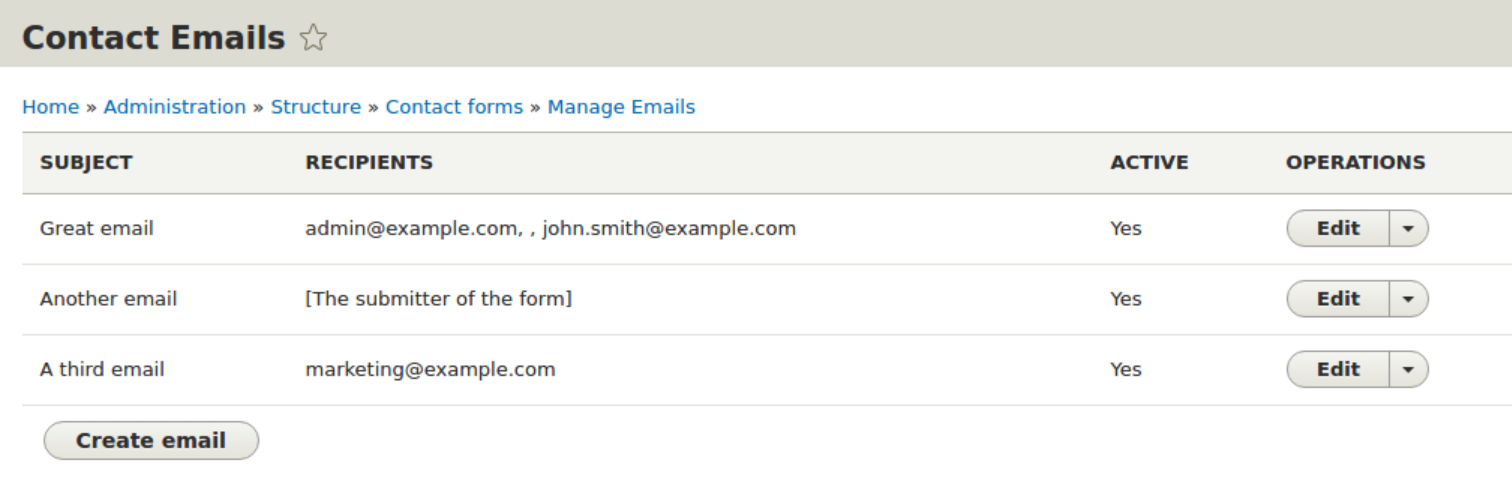 Contact Emails
Home » Administration » Structure » Contact forms » Manage Emails
SUBJECT RECIPIENTS ACTIVE OPERATIONS
Great email admin@example.com, , john.smith@example.com Yes Edit
Another email [The submitter of the form] Yes Edit
A third email marketing@example.com Yes Edit
Create email